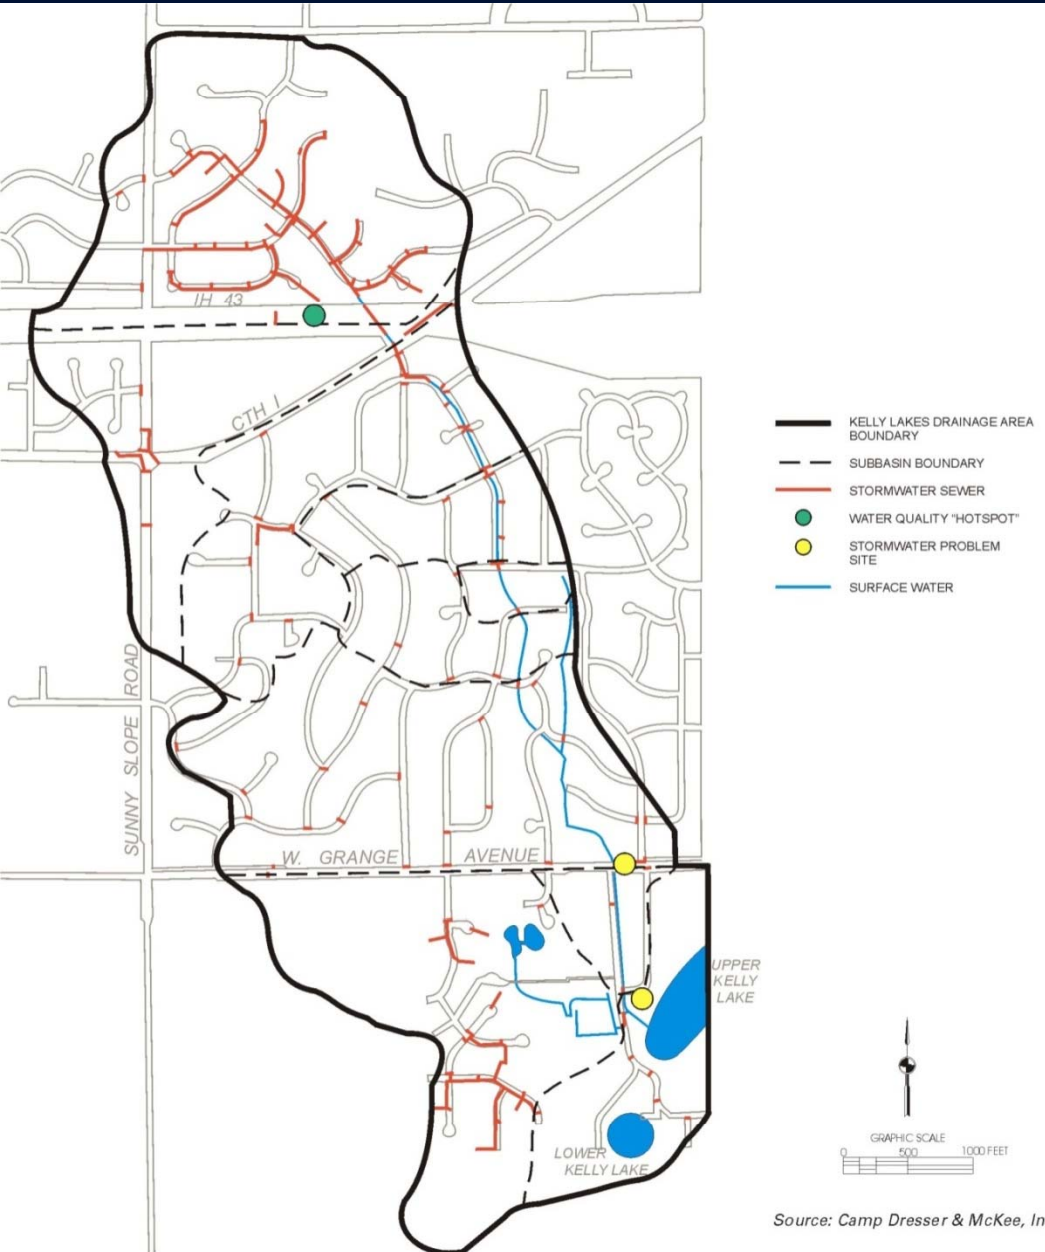 IH 43
CTH I
SUNNY SLOPE ROAD
W. GRANGE AVENUE
UPPER
KELLY
LAKE
LOWER
KELLY LAKE
KELLY LAKES DRAINAGE AREA
BOUNDARY
SUBBASIN BOUNDARY
STORMWATER SEWER
WATER QUALITY "HOTSPOT"
STORMWATER PROBLEM
SITE
SURFACE WATER
GRAPHIC SCALE
0 500 1000 FEET
Source: Camp Dresser & McKee, In